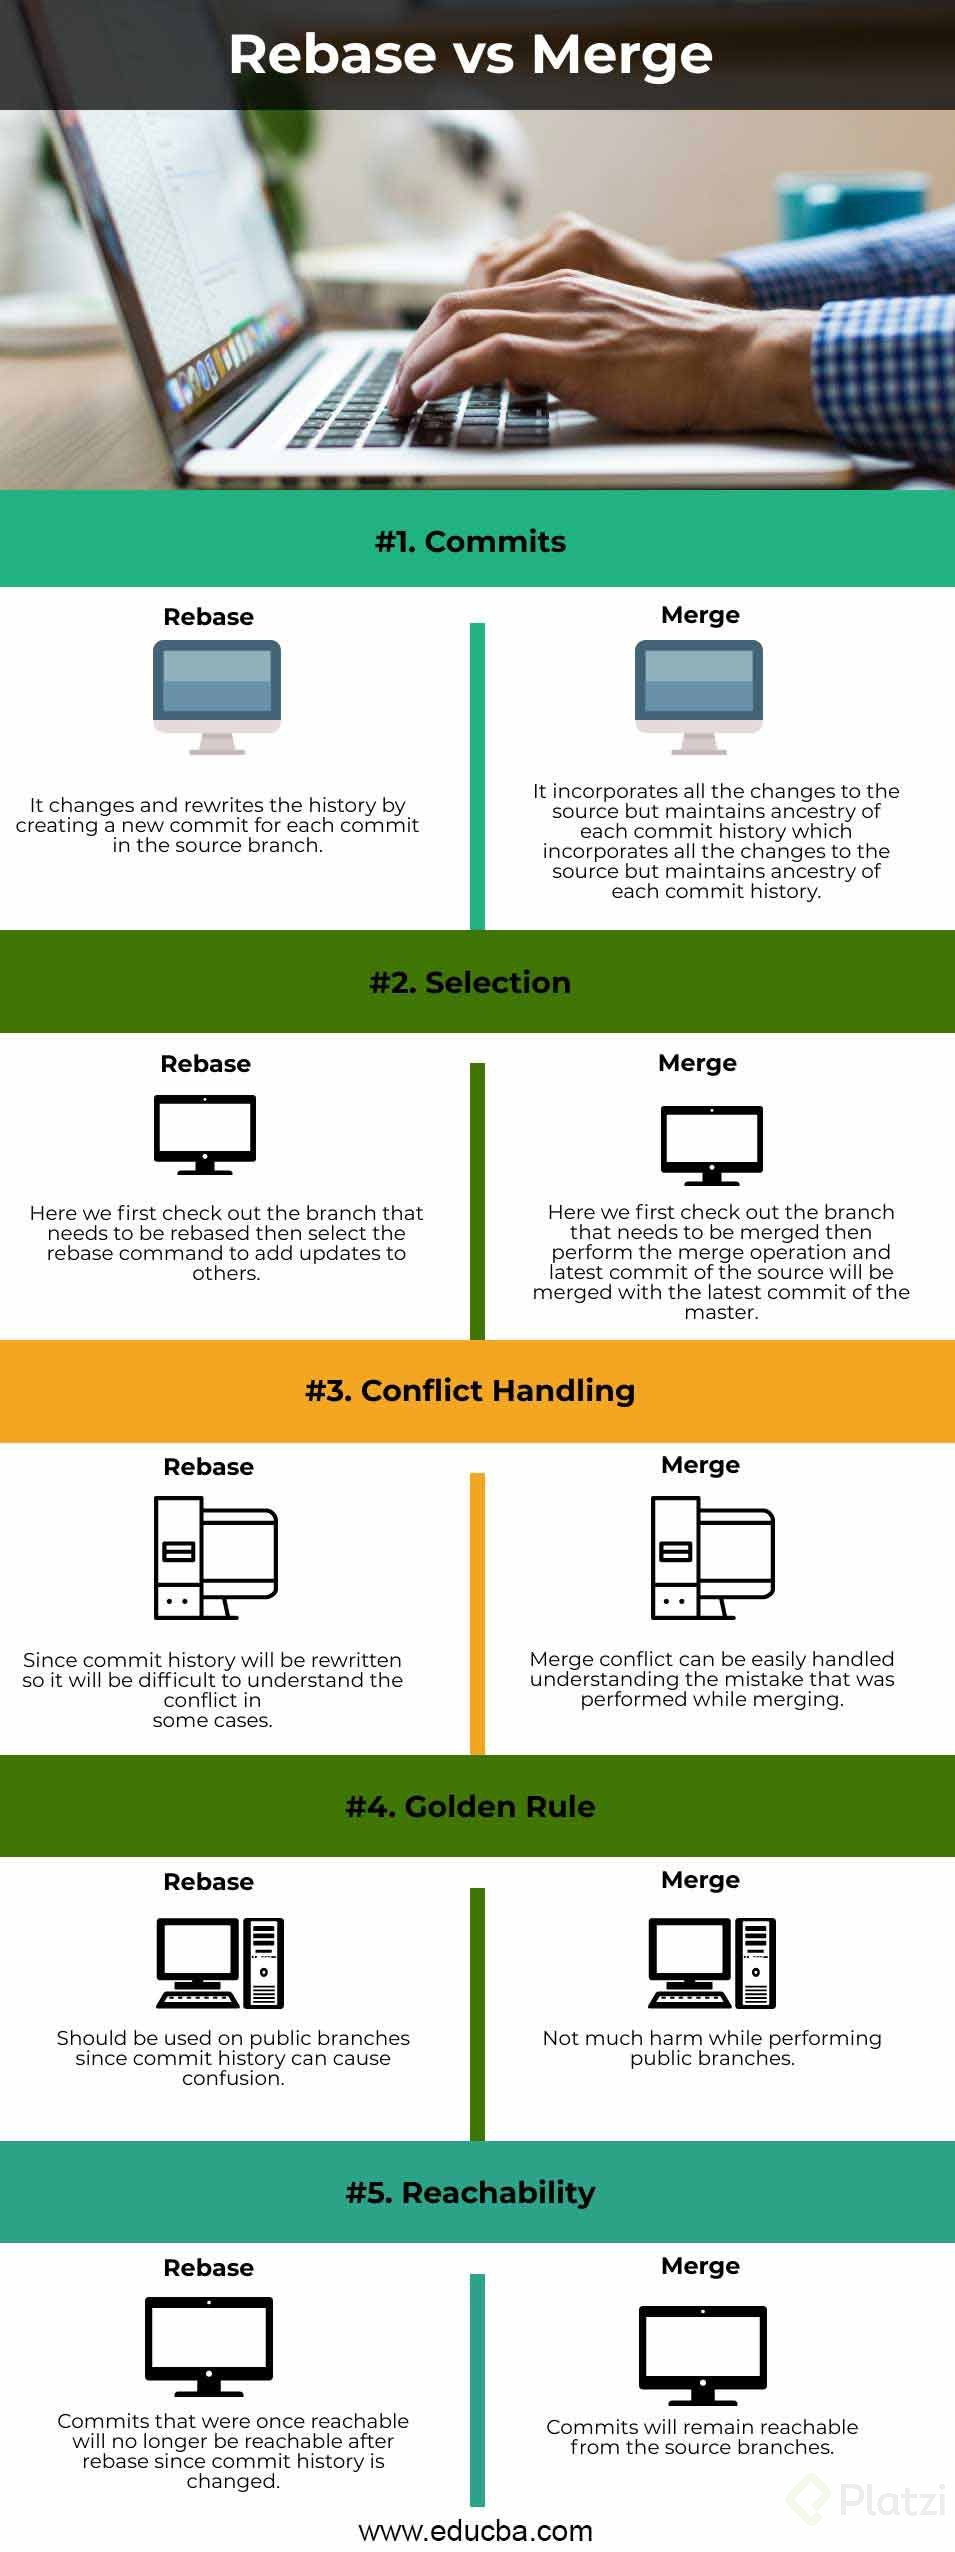 Rebase vs Merge
#1. Commits
Rebase
It changes and rewrites the history by
creating a new commit for each commit
in the source branch.
Merge
It incorporates all the changes to the
source but maintains ancestry of
each commit history which
incorporates all the changes to the
source but maintains ancestry of
each commit history.
#2. Selection
Rebase
Here we first check out the branch that
needs to be rebased then select the
rebase command to add updates to
others.
Merge
Here we first check out the branch
that needs to be merged then
perform the merge operation and
latest commit of the source will be
merged with the latest commit of the
master.
#3. Conflict Handling
Rebase
Since commit history will be rewritten
so it will be difficult to understand the
conflict in
some cases.
Merge
Merge conflict can be easily handled
understanding the mistake that was
performed while merging.
#4. Golden Rule
Rebase
Should be used on public branches
since commit history can cause
confusion.
Merge
Not much harm while performing
public branches.
#5. Reachability
Rebase
Commits that were once reachable
will no longer be reachable after
rebase since commit history is
changed.
Merge
Commits will remain reachable
from the source branches.
Platzi
www.educba.com